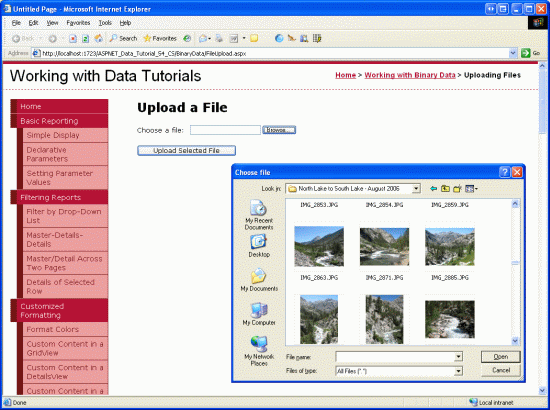 Untitled Page - Microsoft Internet Explorer
File Edit View Favorites Tools Help
Back Search Favorites
Address http://localhost:1723/ASPNET_Data_Tutorial_54_CS/BinaryData/FileUpload.aspx Go
Working with Data Tutorials
Home > Working with Binary Data > Uploading Files
Home
Basic Reporting
Simple Display
Declarative
Parameters
Setting Parameter
Values
Filtering Reports
Filter by Drop-Down
List
Master-Details-
Details
Master/Detail Across
Two Pages
Details of Selected
Row
Customized
Formatting
Format Colors
Custom Content in a
GridView
Custom Content in a
DetailsView
Custom Content in a
Upload a File
Choose a file: Browse...
Upload Selected File
Choose file
Look in: North Lake to South Lake - August 2006
My Recent
Documents
Desktop
My Documents
My Computer
My Network
Places
IMG_2853.JPG IMG_2854.JPG IMG_2859.JPG
IMG_2863.JPG IMG_2871.JPG IMG_2885.JPG
File name: Open
Files of type: All Files (*.*) Cancel
Done Local intranet